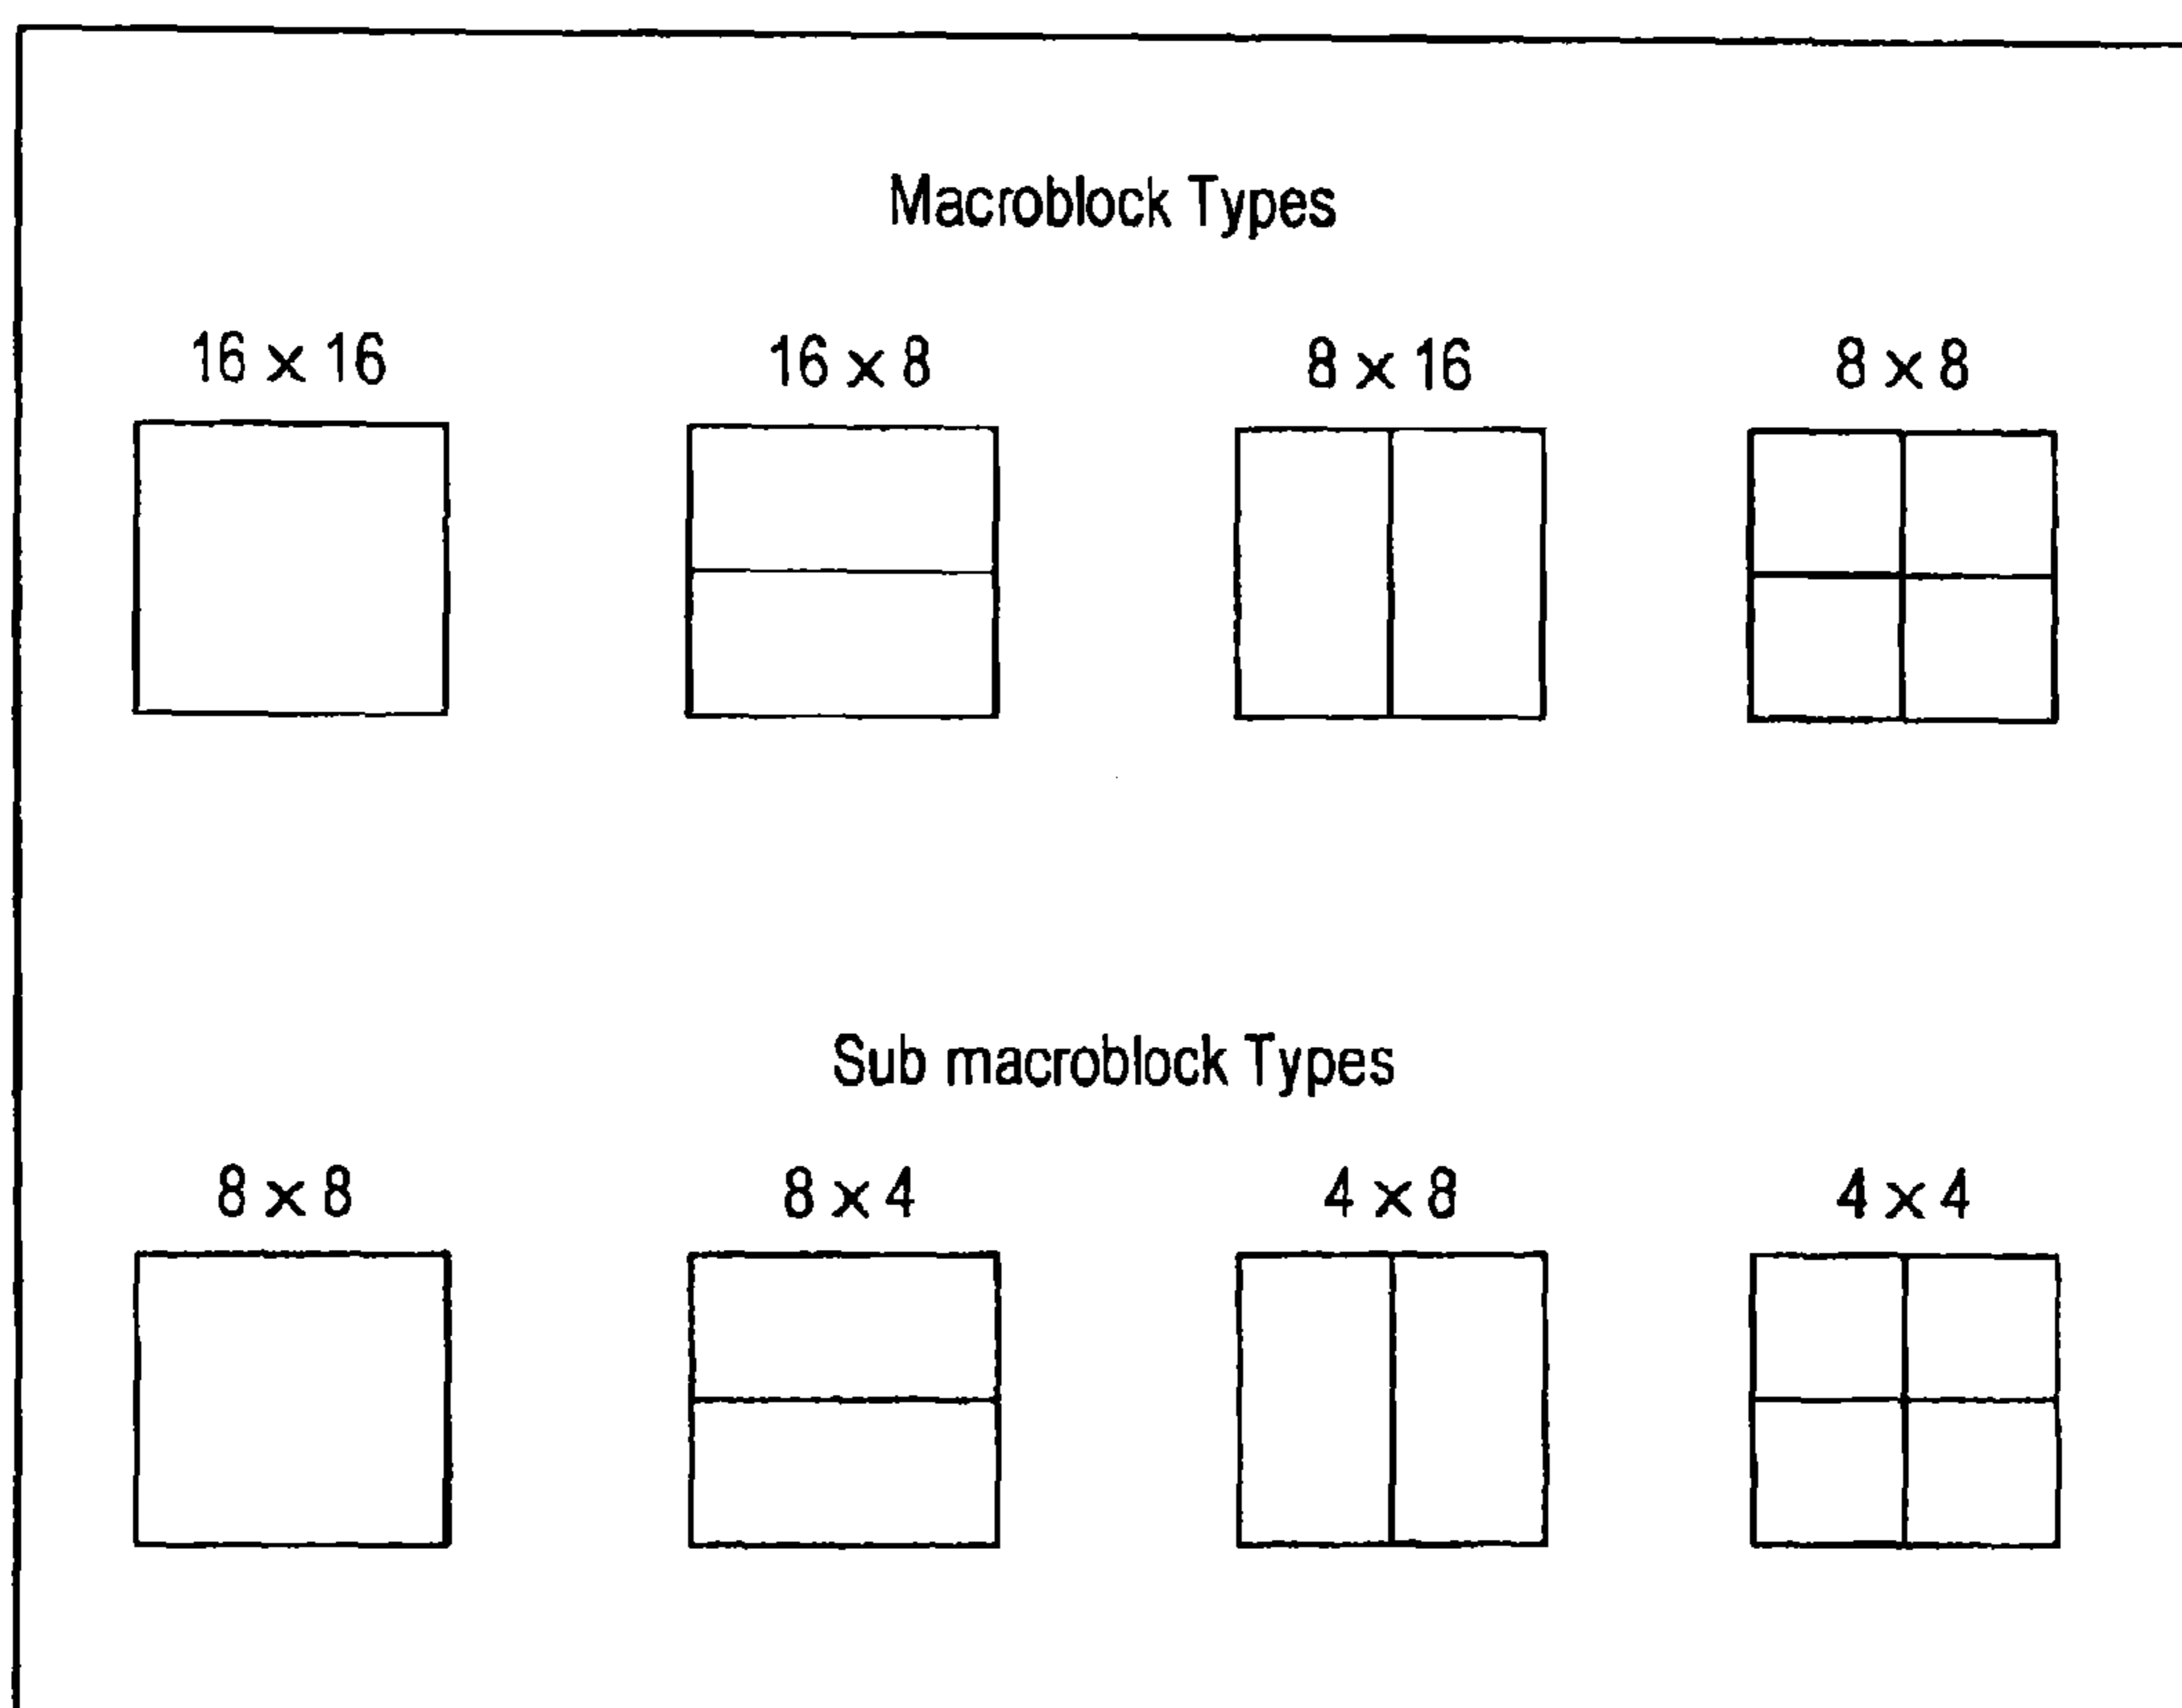 Macroblock Types
16 x 16 16 x 8 8 x 16 8 x 8
Sub macroblock Types
8 x 8 8 x 4 4 x 8 4 x 4